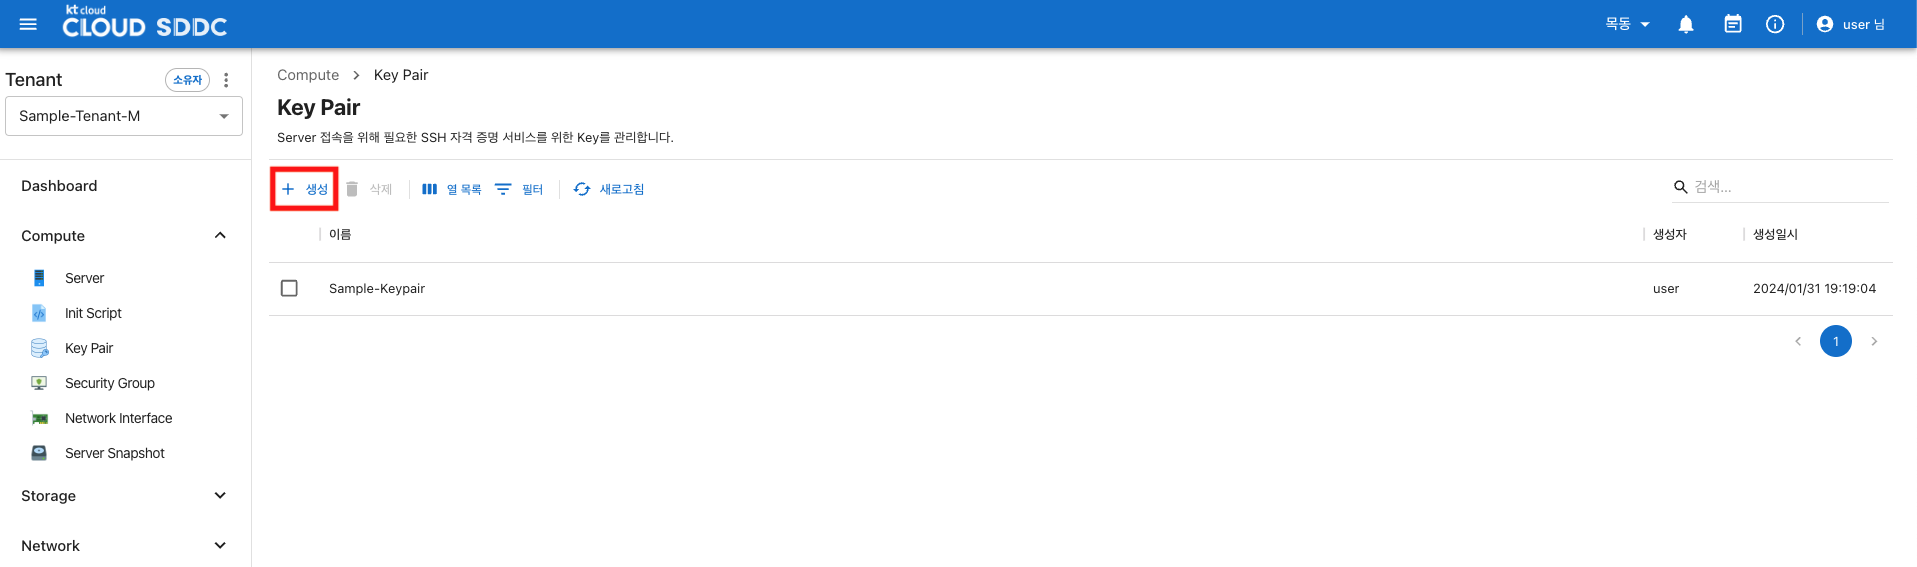 kt cloud
CLOUD SDDC
목동
user 님
Tenant
소유자
Sample-Tenant-M
Dashboard
Compute
Server
Init Script
Key Pair
Security Group
Network Interface
Server Snapshot
Storage
Network
Compute > Key Pair
Key Pair
Server 접속을 위해 필요한 SSH 자격 증명 서비스를 위한 Key를 관리합니다.
+ 생성 삭제 열 목록 필터 새로고침
검색...
이름 생성자 생성일시
Sample-Keypair user 2024/01/31 19:19:04
< 1 >